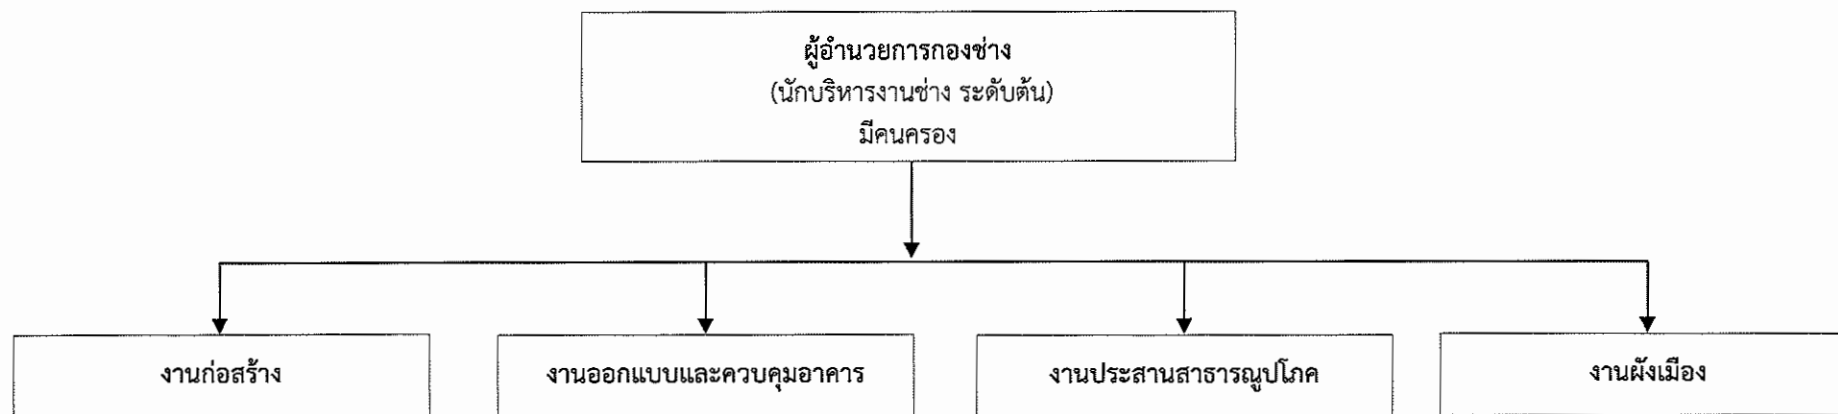 ผู้อำนวยการกองช่าง
(นักบริหารงานช่าง ระดับต้น)
มีคนครอง
งานก่อสร้าง
งานออกแบบและควบคุมอาคาร
งานประสานสาธารณูปโภค
งานผังเมือง